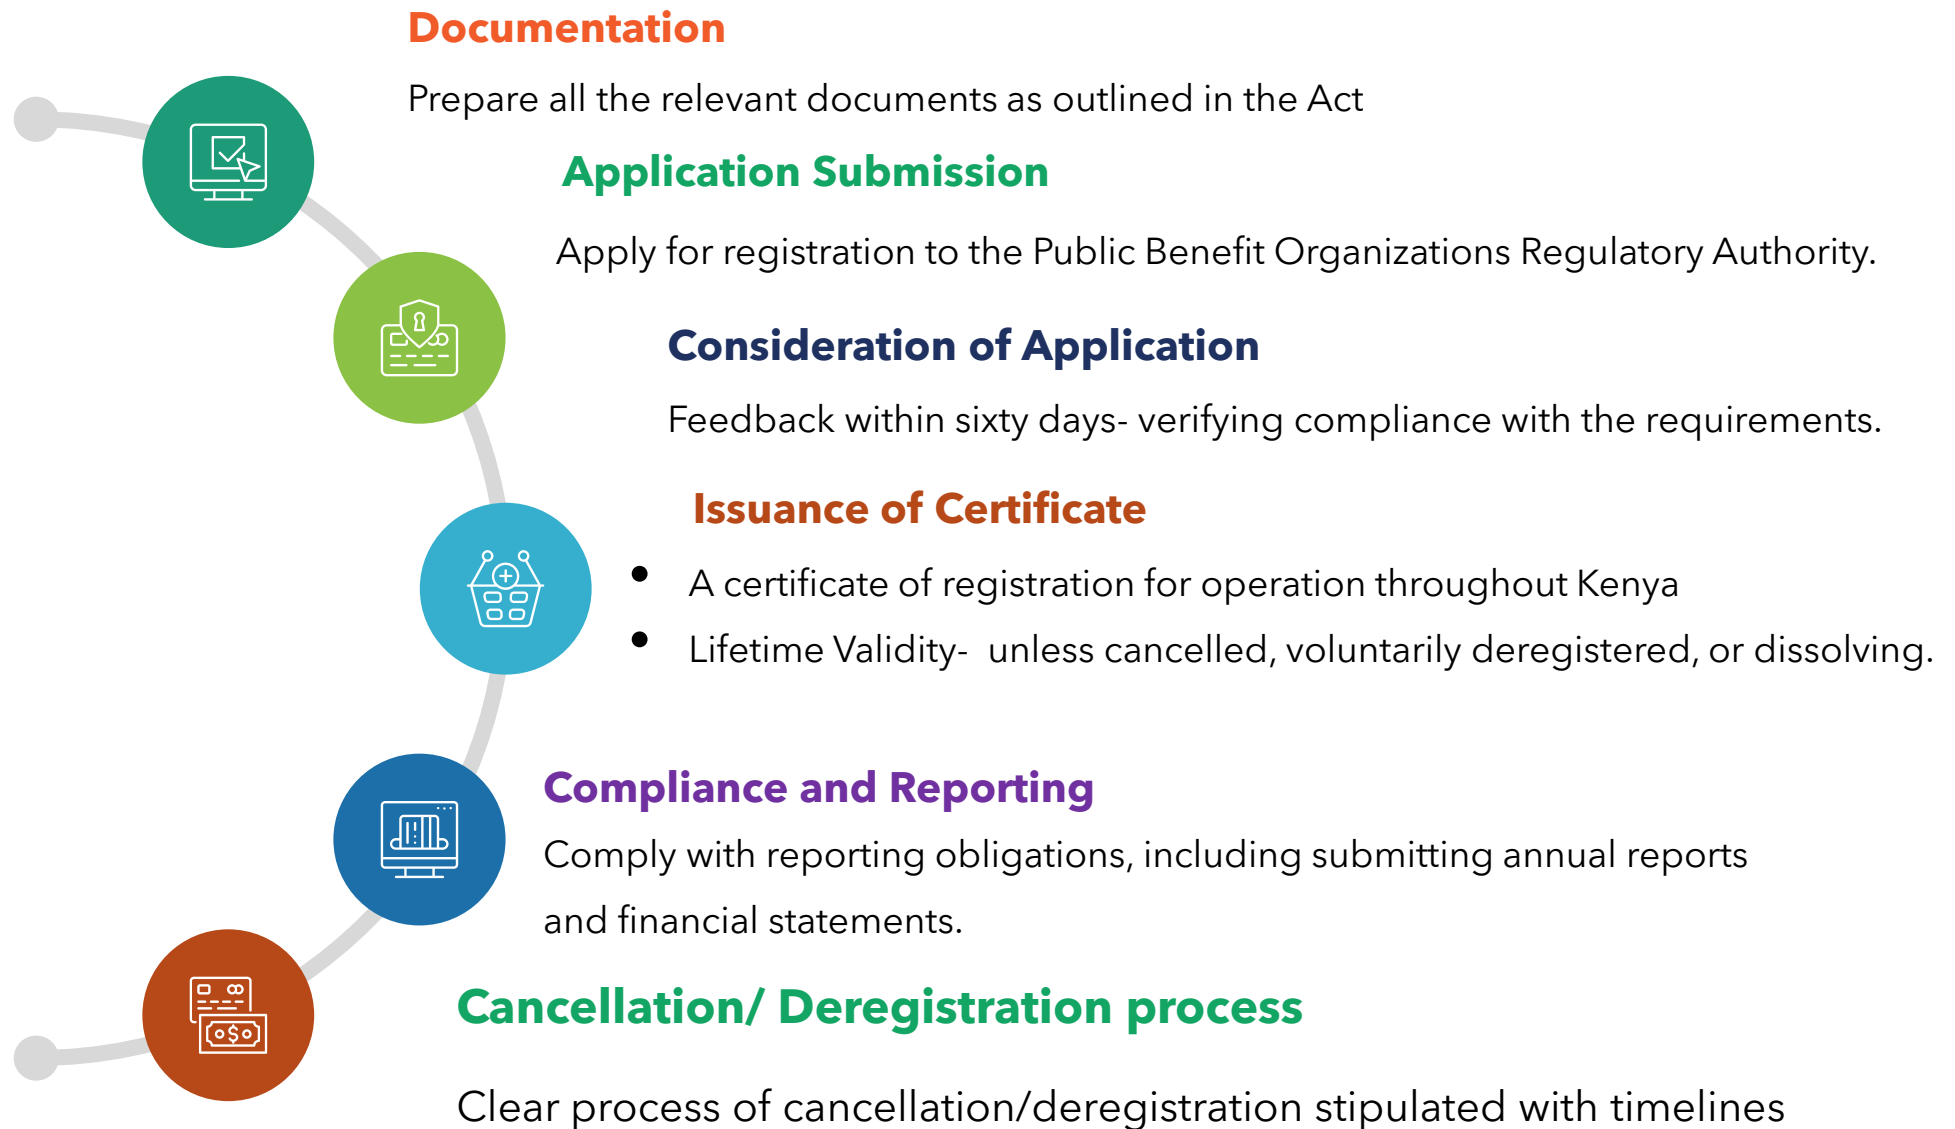 Documentation
Prepare all the relevant documents as outlined in the Act
Application Submission
Apply for registration to the Public Benefit Organizations Regulatory Authority.
Consideration of Application
Feedback within sixty days- verifying compliance with the requirements.
Issuance of Certificate
• A certificate of registration for operation throughout Kenya
• Lifetime Validity- unless cancelled, voluntarily deregistered, or dissolving.
Compliance and Reporting
Comply with reporting obligations, including submitting annual reports
and financial statements.
$
Cancellation/ Deregistration process
Clear process of cancellation/deregistration stipulated with timelines